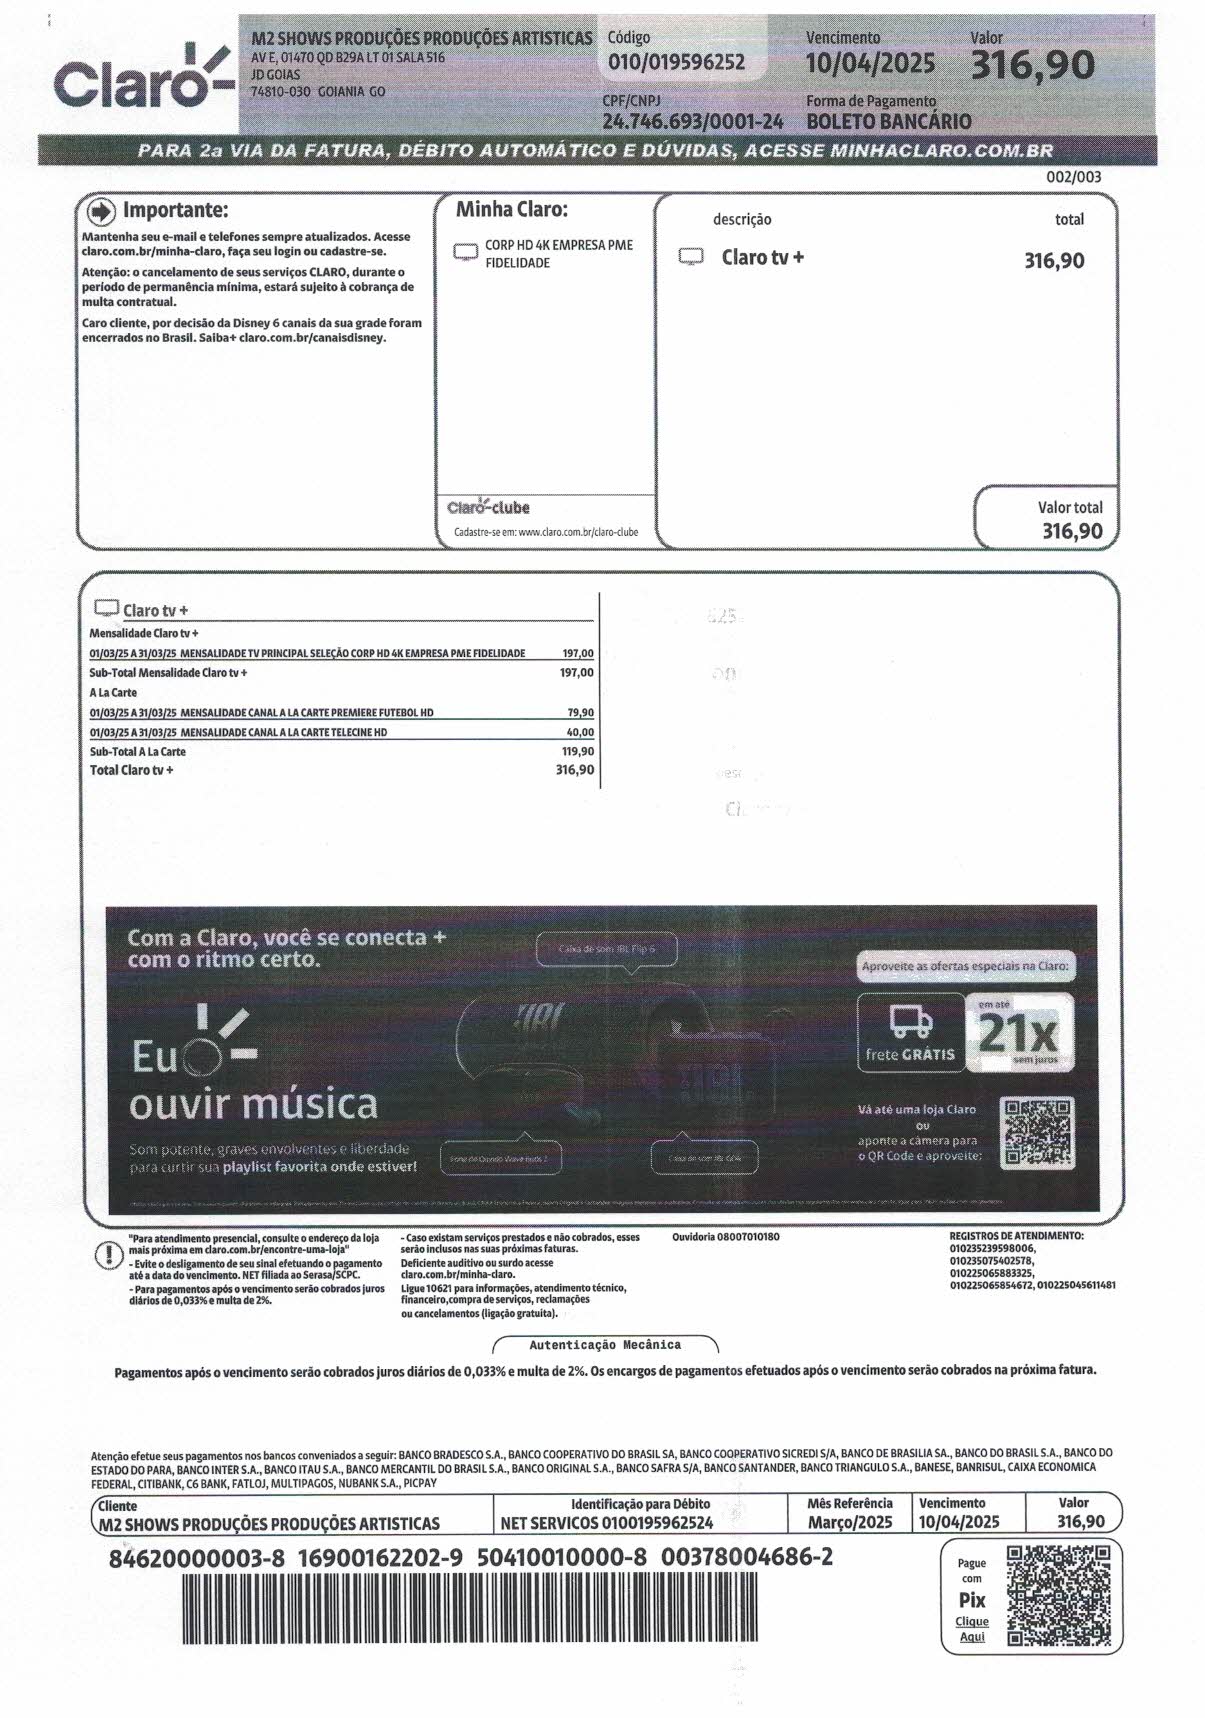 Claro
M2 SHOWS PRODUÇÕES PRODUÇÕES ARTISTICAS
AV E, 01470 QD B29A LT 01 SALA 516
JD GOIAS
74810-030 GOIANIA GO
Código
010/019596252
CPF/CNPJ
24.746.693/0001-24
Vencimento
10/04/2025
Forma de Pagamento
BOLETO BANCÁRIO
Valor
316,90
PARA 2a VIA DA FATURA, DÉBITO AUTOMÁTICO E DÚVIDAS, ACESSE MINHACLARO.COM.BR
002/003
Importante:
Mantenha seu e-mail e telefones sempre atualizados. Acesse
claro.com.br/minha-claro, faça seu login ou cadastre-se.
Atenção: o cancelamento de seus serviços CLARO, durante o
período de permanência mínima, estará sujeito à cobrança de
multa contratual.
Caro cliente, por decisão da Disney 6 canais da sua grade foram
encerrados no Brasil. Saiba+ claro.com.br/canaisdisney.
Minha Claro:
CORP HD 4K EMPRESA PME
FIDELIDADE
Claro-clube
Cadastre-se em: www.claro.com.br/claro-clube
descrição total
Claro tv + 316,90
Valor total
316,90
Claro tv +
Mensalidade Claro tv +
01/03/25 A 31/03/25 MENSALIDADE TV PRINCIPAL SELEÇÃO CORP HD 4K EMPRESA PME FIDELIDADE 197,00
Sub-Total Mensalidade Claro tv + 197,00
A La Carte
01/03/25 A 31/03/25 MENSALIDADE CANAL A LA CARTE PREMIERE FUTEBOL HD 79,90
01/03/25 A 31/03/25 MENSALIDADE CANAL A LA CARTE TELECINE HD 40,00
Sub-Total A La Carte 119,90
Total Claro tv + 316,90
Com a Claro, você se conecta +
com o ritmo certo.
Eu
ouvir música
Som potente, graves envolventes e liberdade
para curtir sua playlist favorita onde estiver!
Caixa de som JBL Flip 6
JBL
Aproveite as ofertas especiais na Claro:
frete GRÁTIS
em até
21x
sem juros
Vá até uma loja Claro
ou
aponte a câmera para
o QR Code e aproveite:
"Para atendimento presencial, consulte o endereço da loja
mais próxima em claro.com.br/encontre-uma-loja"
- Evite o desligamento de seu sinal efetuando o pagamento
até a data do vencimento. NET filiada ao Serasa/SCPC.
- Para pagamentos após o vencimento serão cobrados juros
diários de 0,033% e multa de 2%.
- Caso existam serviços prestados e não cobrados, esses
serão inclusos nas suas próximas faturas.
Deficiente auditivo ou surdo acesse
claro.com.br/minha-claro.
Ligue 10621 para informações, atendimento técnico,
financeiro,compra de serviços, reclamações
ou cancelamentos (ligação gratuita).
Ouvidoria 08007010180
REGISTROS DE ATENDIMENTO:
010235239598006,
010235075402578,
010225065883325,
010225065854672, 010225045611481
Autenticação Mecânica
Pagamentos após o vencimento serão cobrados juros diários de 0,033% e multa de 2%. Os encargos de pagamentos efetuados após o vencimento serão cobrados na próxima fatura.
Atenção efetue seus pagamentos nos bancos conveniados a seguir: BANCO BRADESCO S.A., BANCO COOPERATIVO DO BRASIL SA, BANCO COOPERATIVO SICREDI S/A, BANCO DE BRASILIA SA., BANCO DO BRASIL S.A., BANCO DO
ESTADO DO PARA, BANCO INTER S.A., BANCO ITAU S.A., BANCO MERCANTIL DO BRASIL S.A., BANCO ORIGINAL S.A., BANCO SAFRA S/A, BANCO SANTANDER, BANCO TRIANGULO S.A., BANESE, BANRISUL, CAIXA ECONOMICA
FEDERAL, CITIBANK, C6 BANK, FATLOJ, MULTIPAGOS, NUBANK S.A., PICPAY
Cliente
M2 SHOWS PRODUÇÕES PRODUÇÕES ARTISTICAS
Identificação para Débito
NET SERVICOS 0100195962524
Mês Referência
Março/2025
Vencimento
10/04/2025
Valor
316,90
84620000003-8 16900162202-9 50410010000-8 00378004686-2
Pague
com
Pix
Clique
Aqui